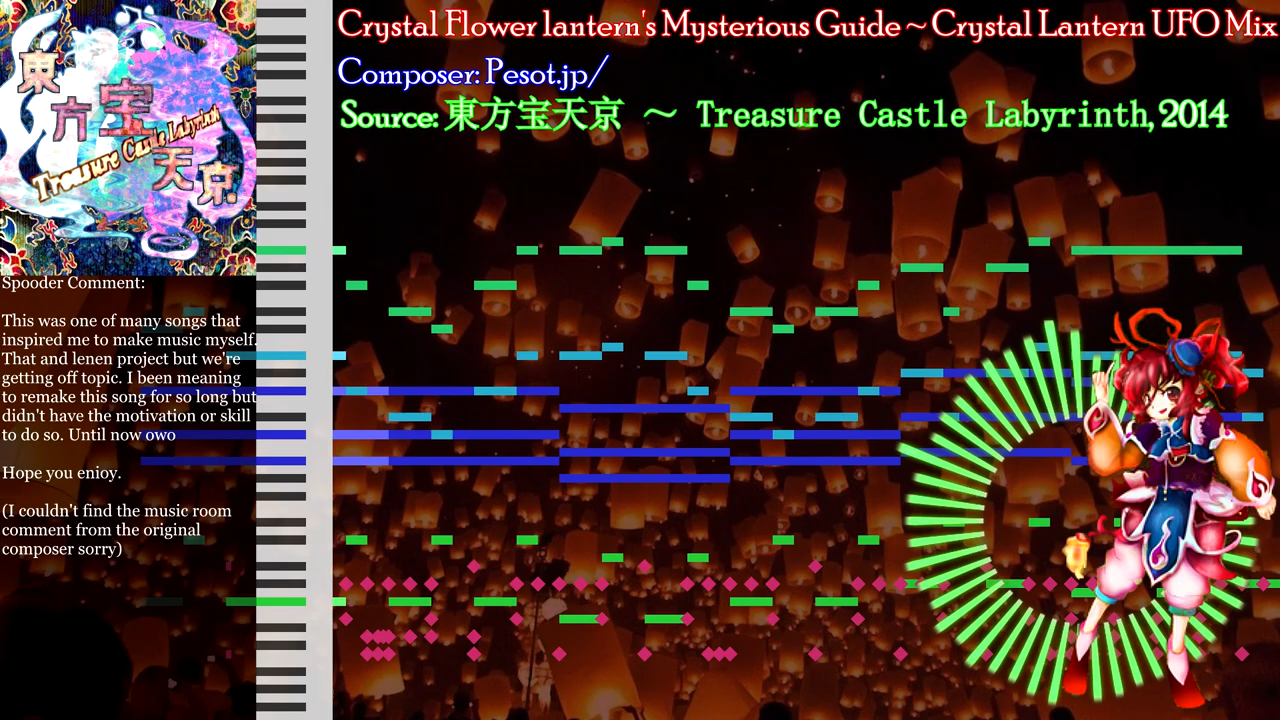 Crystal Flower lantern's Mysterious Guide ~ Crystal Lantern UFO Mix
Composer: Pesot.jp/
Source: 東方宝天京 ～ Treasure Castle Labyrinth, 2014
東方宝天京
Treasure Castle Labyrinth
Spooder Comment:
This was one of many songs that
inspired me to make music myself.
That and lenen project but we're
getting off topic. I been meaning
to remake this song for so long but
didn't have the motivation or skill
to do so. Until now owo
Hope you enjoy.
(I couldn't find the music room
comment from the original
composer sorry)